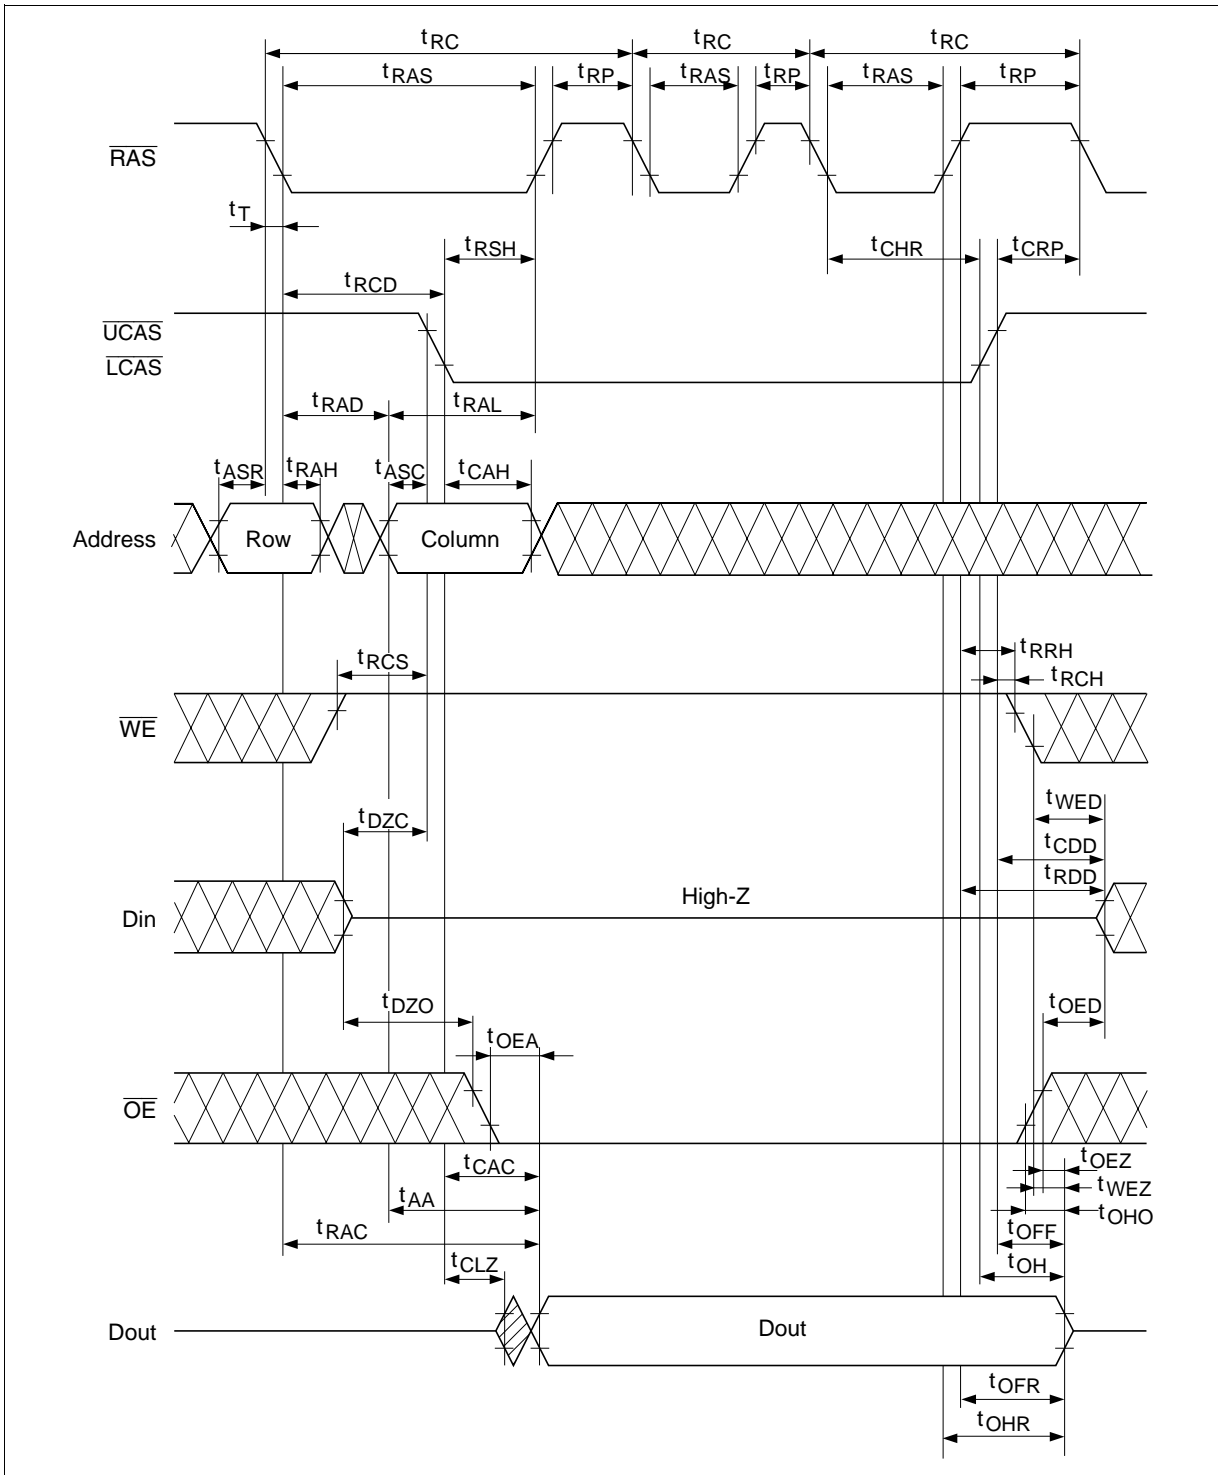 tRC tRC tRC
tRAS tRP tRAS tRP tRAS tRP
RAS
tT
tRSH tCHR tCRP
tRCD
UCAS
LCAS
tRAD tRAL
tASR tRAH tASC tCAH
Address Row Column
tRRH
tRCS
tRCH
WE
tWED
tDZC
tCDD
tRDD
High-Z
Din
tDZO tOED
tOEA
OE
tOEZ
tCAC
tWEZ
tAA
tOHO
tRAC
tOFF
tCLZ
tOH
Dout Dout
tOFR
tOHR